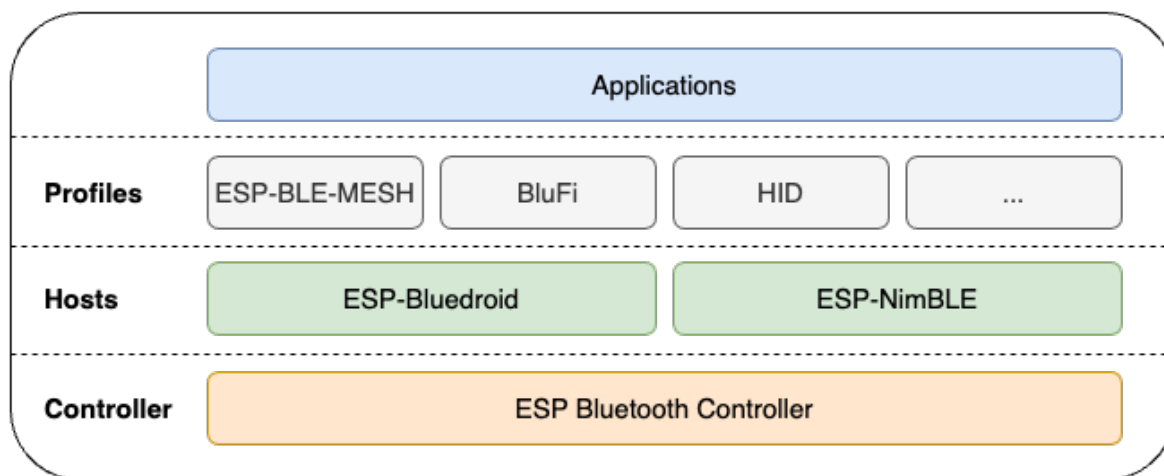 Applications
Profiles
ESP-BLE-MESH
BluFi
HID
...
Hosts
ESP-Bluedroid
ESP-NimBLE
Controller
ESP Bluetooth Controller